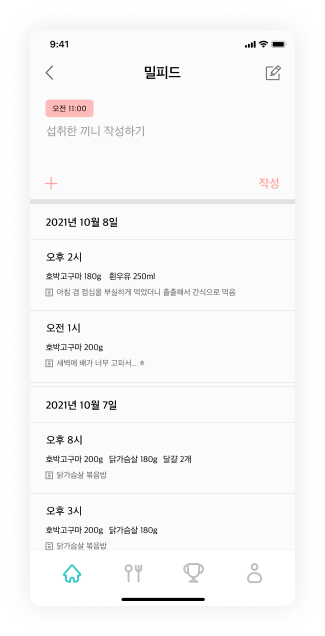 9:41
밀피드
오전 11:00
섭취한 끼니 작성하기
작성
2021년 10월 8일
오후 2시
호박고구마 180g 흰우유 250ml
아침 겸 점심을 부실하게 먹었더니 출출해서 간식으로 먹음
오전 1시
호박고구마 200g
새벽에 배가 너무 고파서...ㅎ
2021년 10월 7일
오후 8시
호박고구마 200g 닭가슴살 180g 달걀 2개
닭가슴살 볶음밥
오후 3시
호박고구마 200g 닭가슴살 180g
닭가슴살 볶음밥